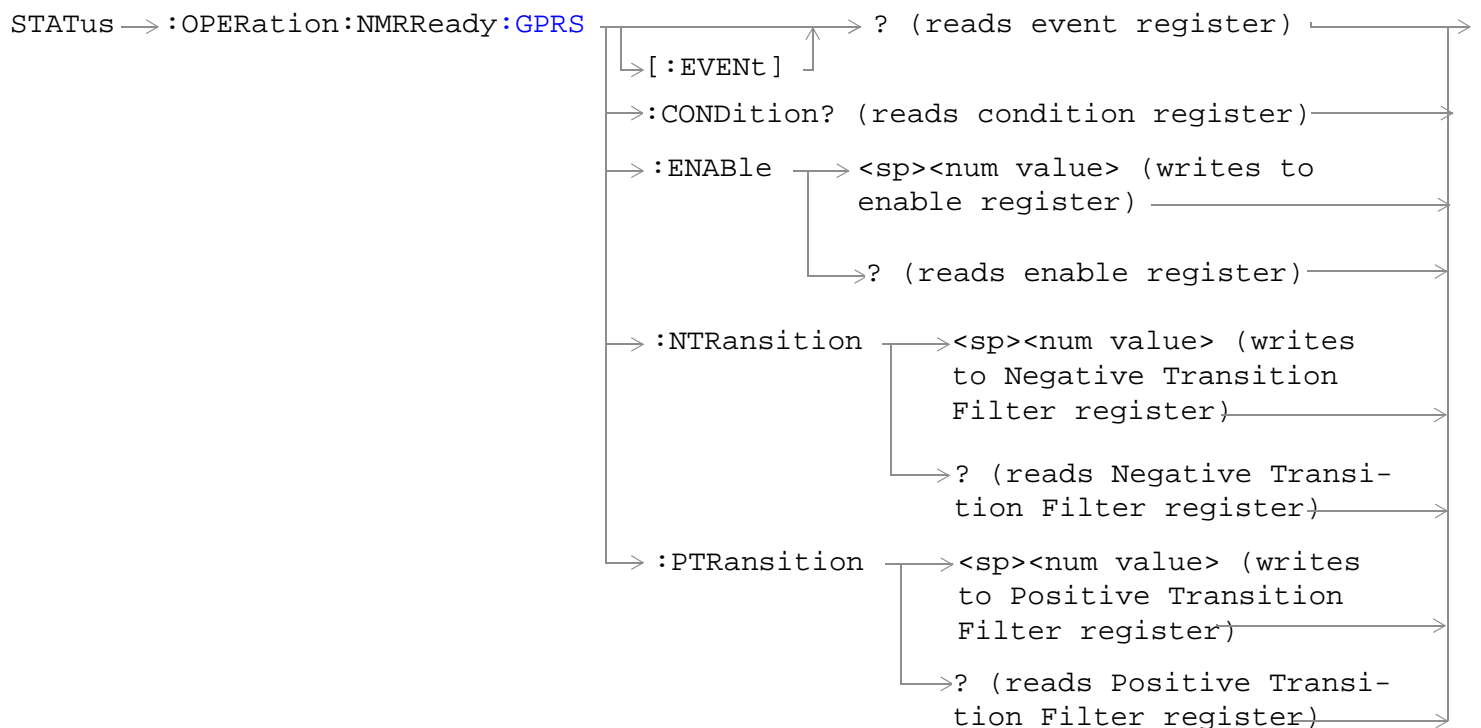 STATus :OPERation:NMRReady:GPRS ? (reads event register)
[:EVENt]
:CONDition? (reads condition register)
:ENABle <sp><num value> (writes to
enable register)
? (reads enable register)
:NTRansition <sp><num value> (writes
to Negative Transition
Filter register)
? (reads Negative Transi-
tion Filter register)
:PTRansition <sp><num value> (writes
to Positive Transition
Filter register)
? (reads Positive Transi-
tion Filter register)